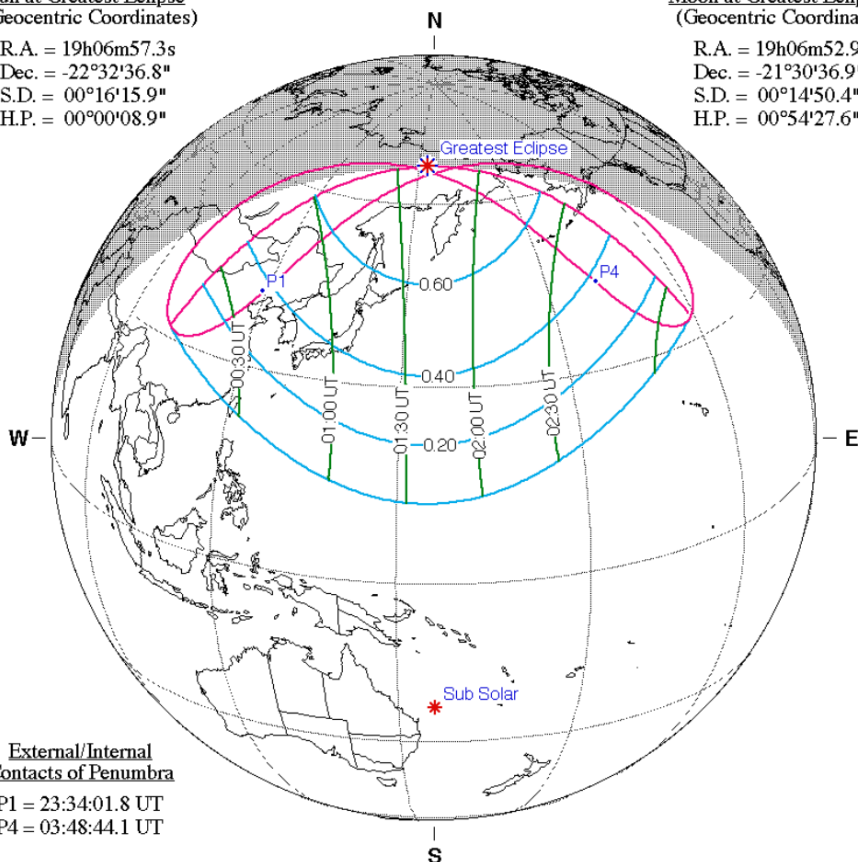 N
(Geocentric Coordinates)
R.A. = 19h06m57.3s
Dec. = -22°32'36.8"
S.D. = 00°16'15.9"
H.P. = 00°00'08.9"
R.A. = 19h06m52.9
Dec. = -21°30'36.9"
S.D. = 00°14'50.4"
H.P. = 00°54'27.6"
Greatest Eclipse
P1
P4
0.60
0.40
0.20
00:30 UT
01:00 UT
01:30 UT
02:00 UT
02:30 UT
W
E
Sub Solar
External/Internal
Contacts of Penumbra
P1 = 23:34:01.8 UT
P4 = 03:48:44.1 UT
S